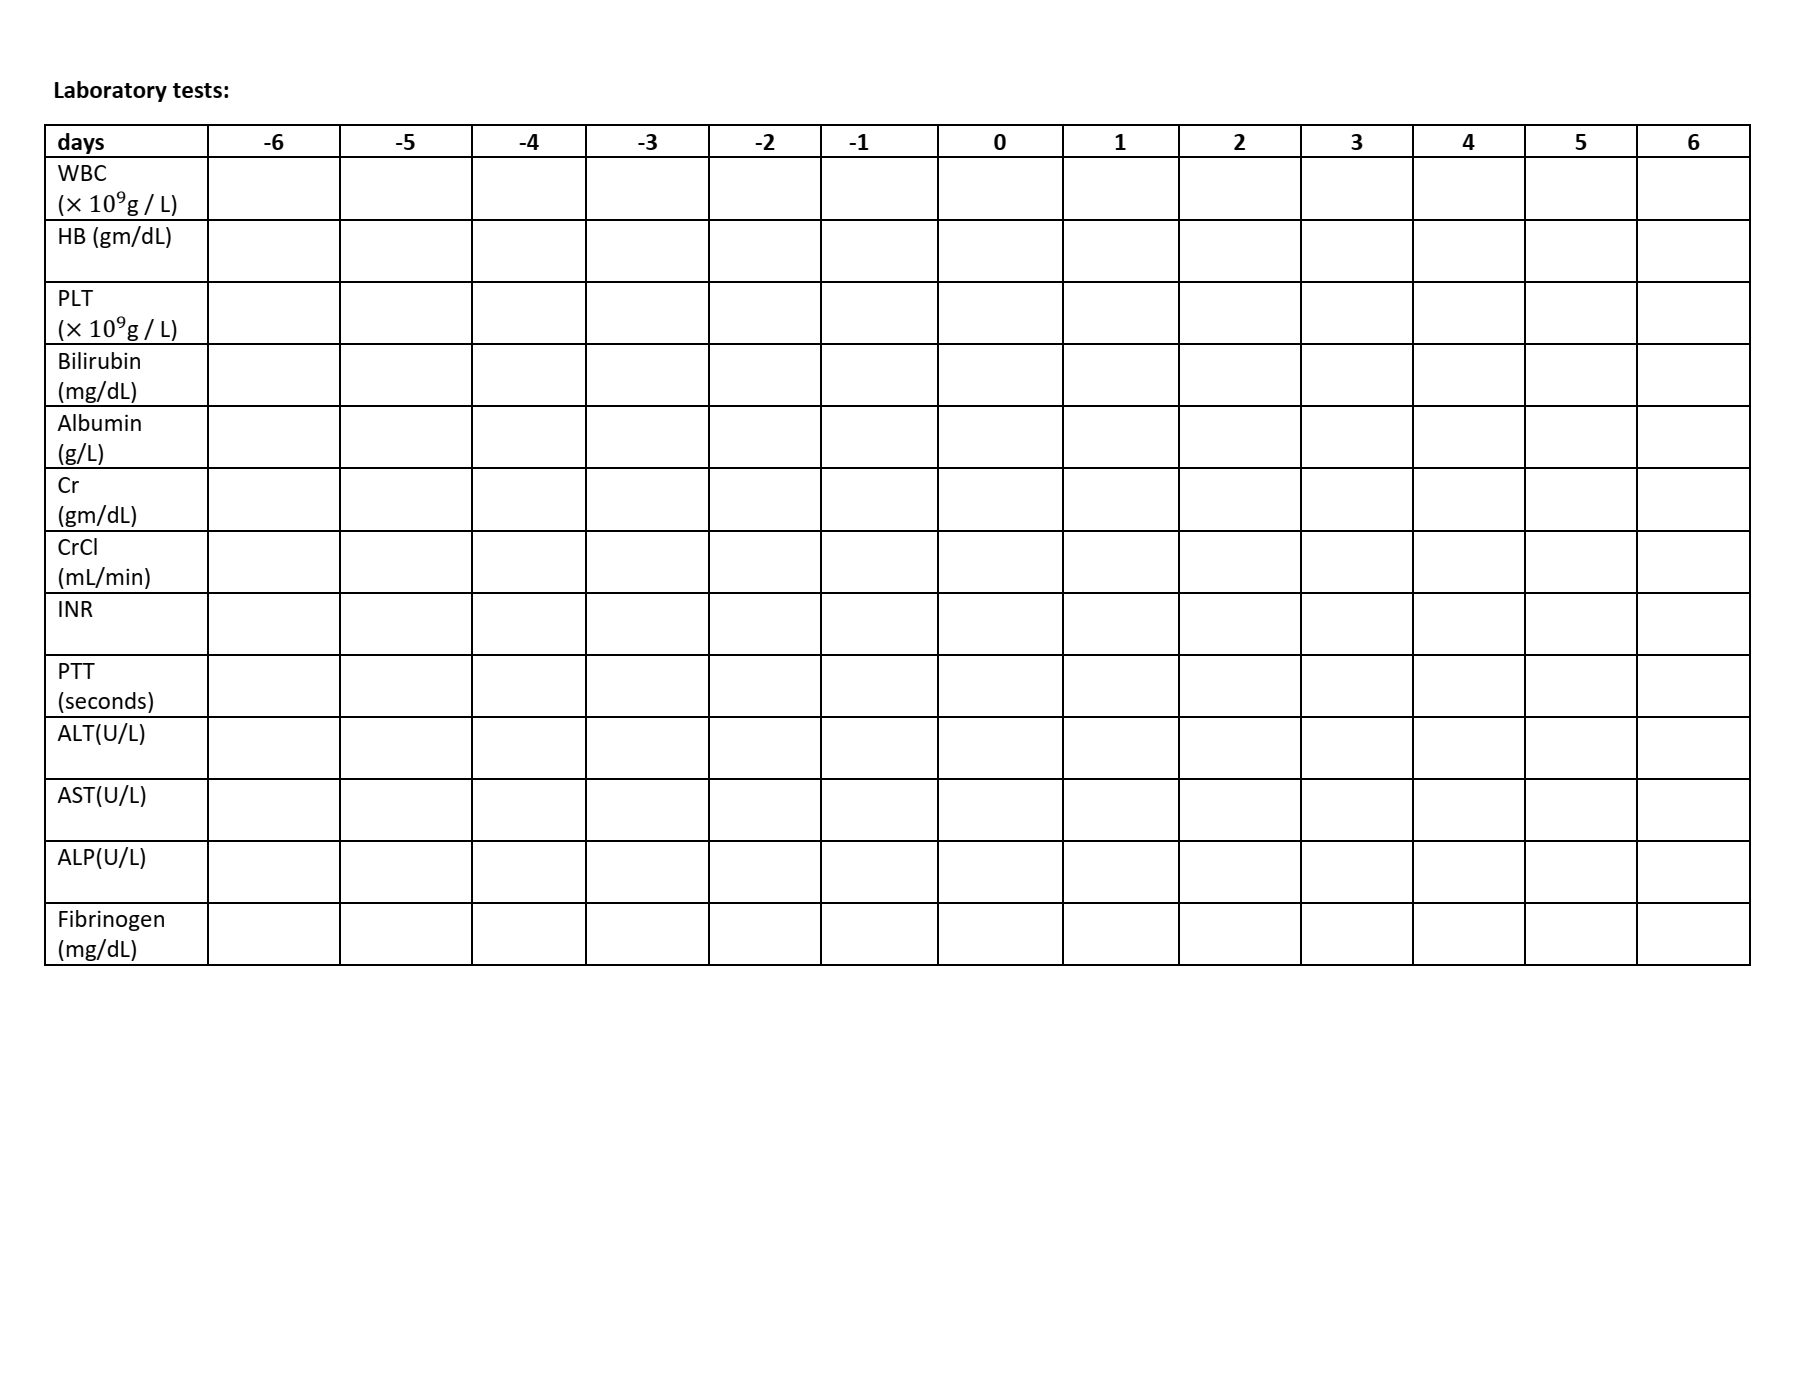 Laboratory tests:
days -6 -5 -4 -3 -2 -1 0 1 2 3 4 5 6
WBC
(× 10⁹g / L)
HB (gm/dL)
PLT
(× 10⁹g / L)
Bilirubin
(mg/dL)
Albumin
(g/L)
Cr
(gm/dL)
CrCl
(mL/min)
INR
PTT
(seconds)
ALT(U/L)
AST(U/L)
ALP(U/L)
Fibrinogen
(mg/dL)